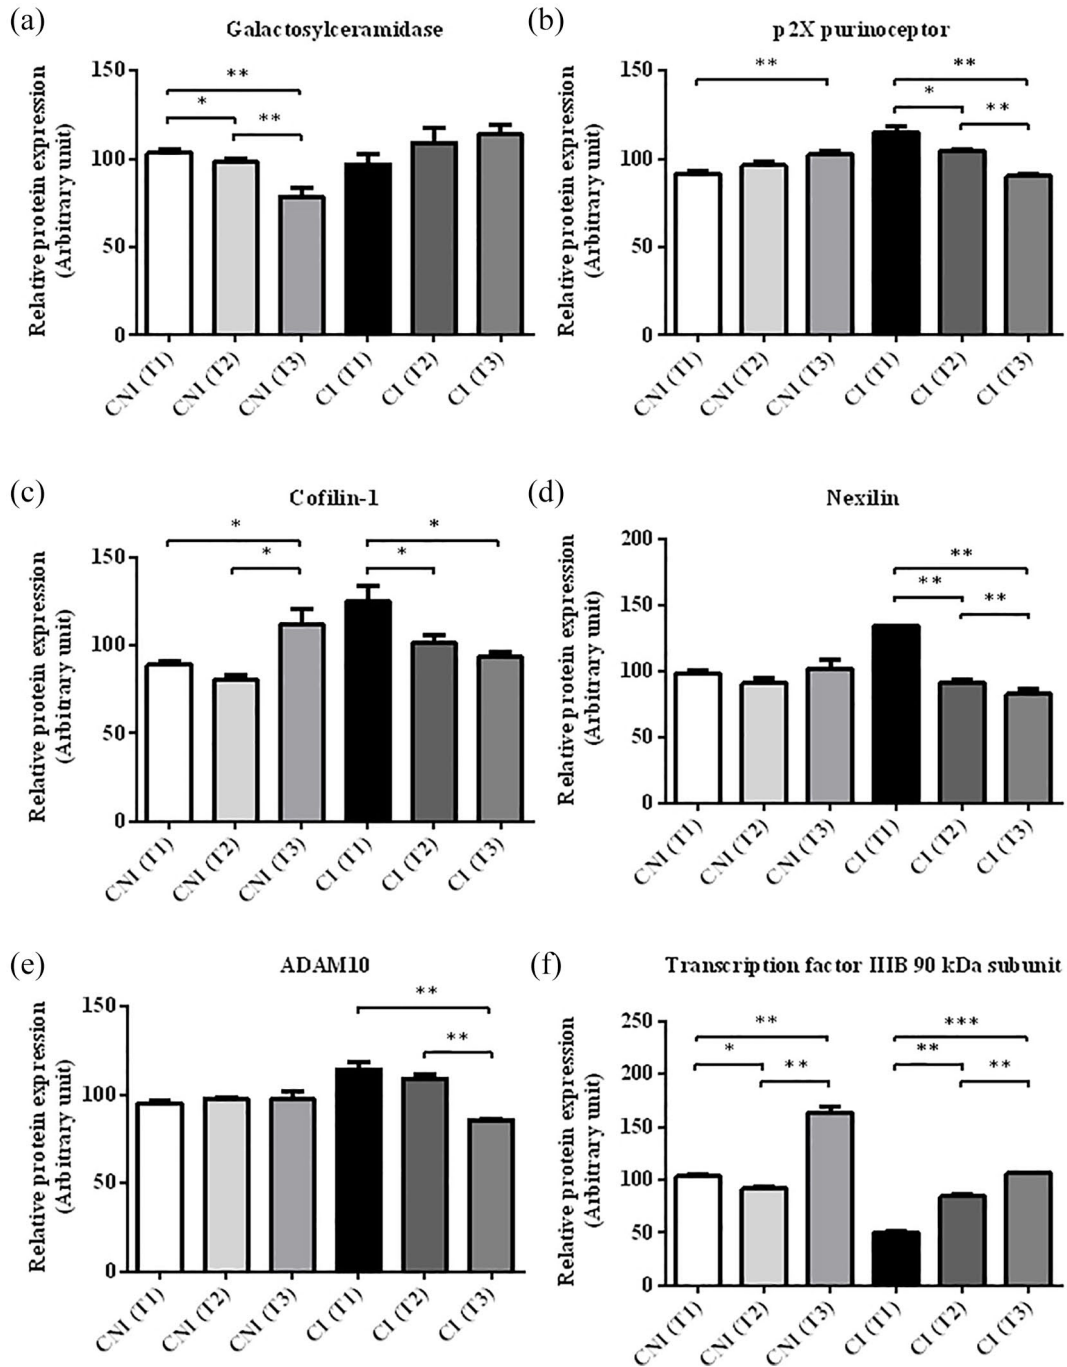 (a)
Galactosylceramidase
Relative protein expression
(Arbitrary unit)
150
100
50
0
**
*
**
CNI (T1)
CNI (T2)
CNI (T3)
CI (T1)
CI (T2)
CI (T3)
(b)
p2X purinoceptor
Relative protein expression
(Arbitrary unit)
150
100
50
0
**
**
*
**
CNI (T1)
CNI (T2)
CNI (T3)
CI (T1)
CI (T2)
CI (T3)
(c)
Cofilin-1
Relative protein expression
(Arbitrary unit)
150
100
50
0
*
*
*
*
CNI (T1)
CNI (T2)
CNI (T3)
CI (T1)
CI (T2)
CI (T3)
(d)
Nexilin
Relative protein expression
(Arbitrary unit)
200
150
100
50
0
**
**
**
CNI (T1)
CNI (T2)
CNI (T3)
CI (T1)
CI (T2)
CI (T3)
(e)
ADAM10
Relative protein expression
(Arbitrary unit)
150
100
50
0
**
**
CNI (T1)
CNI (T2)
CNI (T3)
CI (T1)
CI (T2)
CI (T3)
(f)
Transcription factor IIIB 90 kDa subunit
Relative protein expression
(Arbitrary unit)
250
200
150
100
50
0
**
*
**
***
**
**
CNI (T1)
CNI (T2)
CNI (T3)
CI (T1)
CI (T2)
CI (T3)